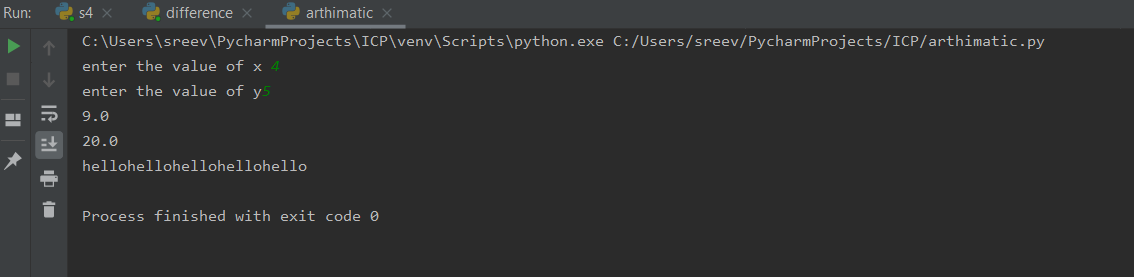 Run: s4 × difference × arthimatic ×
C:\Users\sreev\PycharmProjects\ICP\venv\Scripts\python.exe C:/Users/sreev/PycharmProjects/ICP/arthimatic.py
enter the value of x 4
enter the value of y5
9.0
20.0
hellohellohellohellohello
Process finished with exit code 0